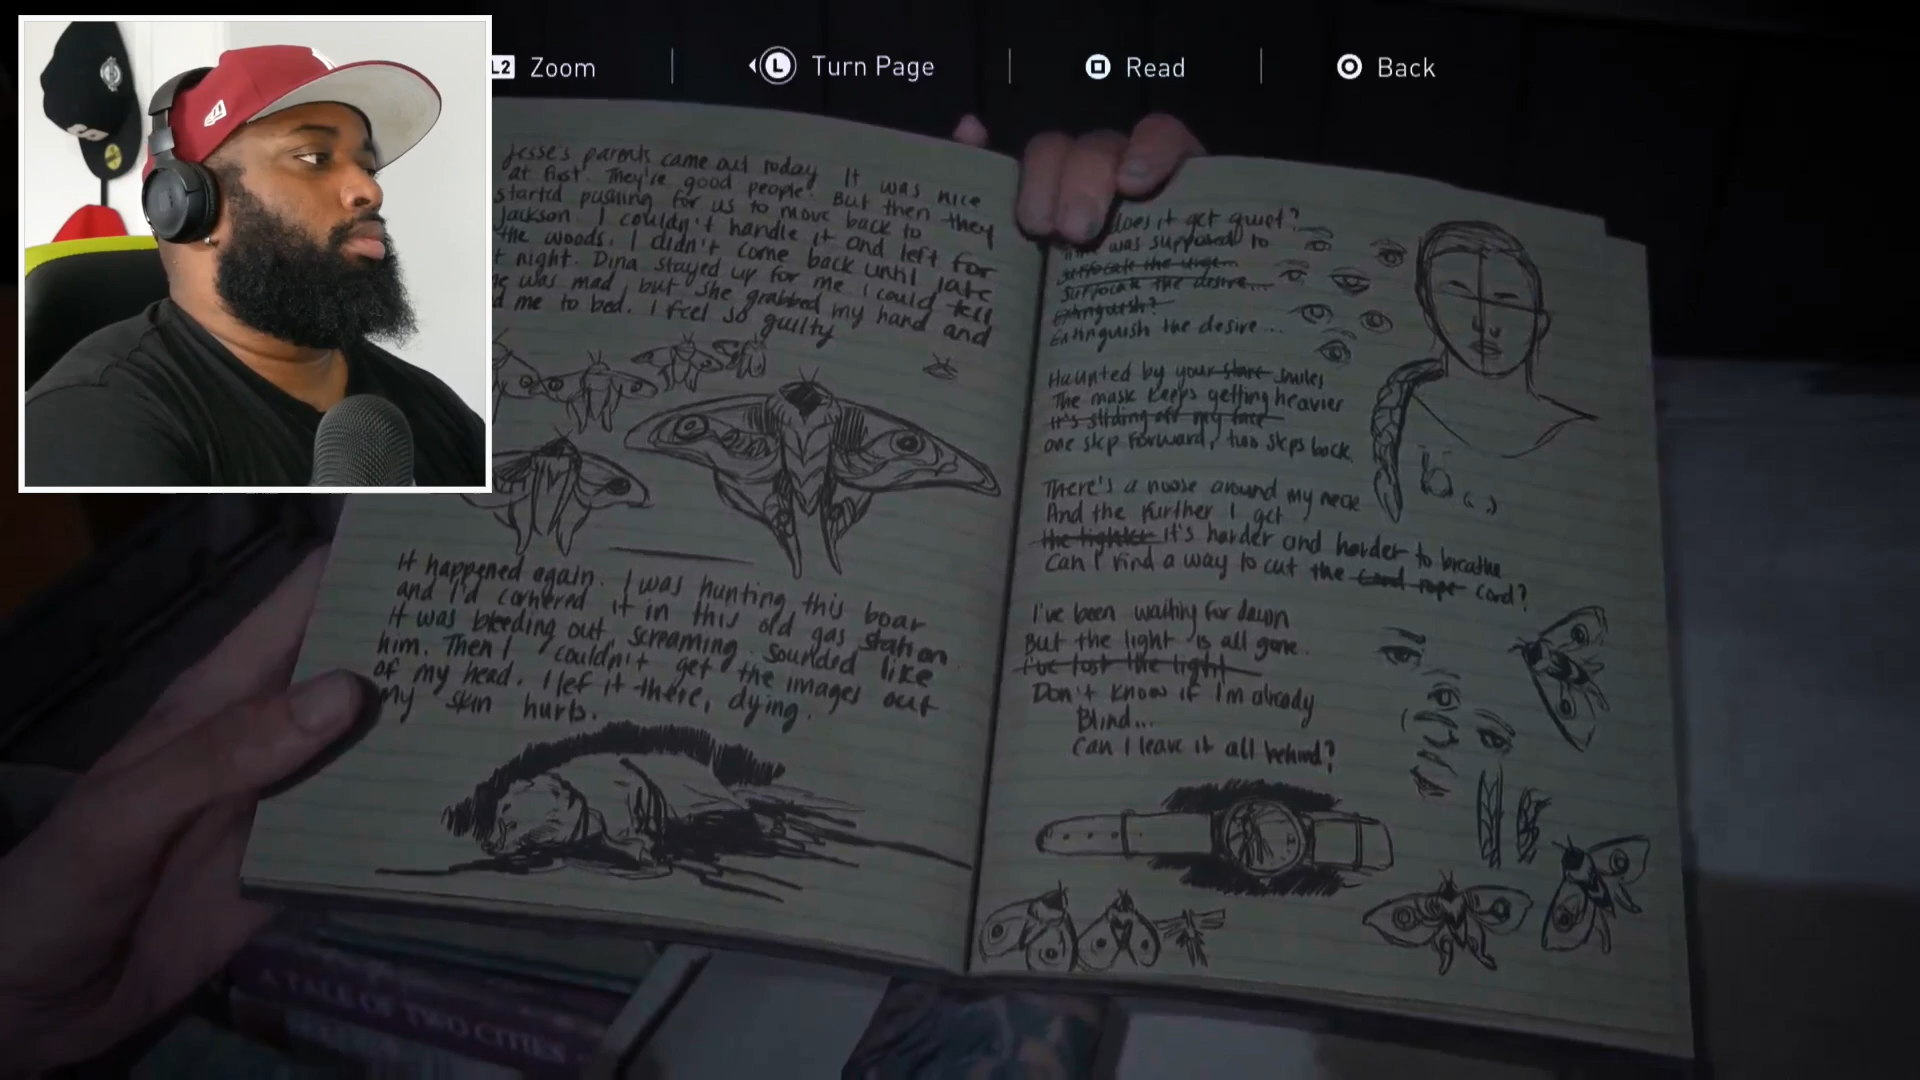 L2 Zoom
L Turn Page
Read
Back
Jesse's parents came out today. It was nice
at first. They're good people. But then they
started pushing for us to move back to
Jackson. I couldn't handle it and left for
the woods. I didn't come back until late
night. Dina stayed up for me. I could tell
was mad, but she grabbed my hand and
me to bed. I feel so guilty
It happened again. I was hunting this boar
and I'd cornered it in this old gas station.
It was bleeding out, screaming. Sounded like
him. Then I couldn't get the images out
of my head. I lef it there, dying.
My skin hurts.
does it get quiet?
was supposed to
suffocate the urge...
suffocate the desire...
Extinguish?
Extinguish the desire...
Haunted by your stare smiles
The mask keeps getting heavier
It's sliding off my face
one step forward, two steps back
There's a noose around my neck
And the further I get
the tighter it's harder and harder to breathe
Can I find a way to cut the cord rope cord?
I've been waiting for dawn
But the light is all gone.
I've lost the light
Don't know if I'm already
Blind...
Can I leave it all behind?
A TALE OF TWO CITIES